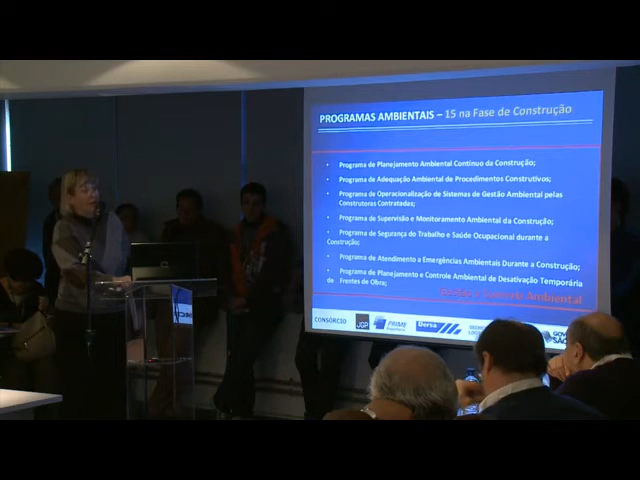 PROGRAMAS AMBIENTAIS – 15 na Fase de Construção
• Programa de Planejamento Ambiental Contínuo da Construção;
• Programa de Adequação Ambiental de Procedimentos Construtivos;
• Programa de Operacionalização de Sistemas de Gestão Ambiental pelas
Construtoras Contratadas;
• Programa de Supervisão e Monitoramento Ambiental da Construção;
• Programa de Segurança do Trabalho e Saúde Ocupacional durante a
Construção;
• Programa de Atendimento a Emergências Ambientais Durante a Construção;
• Programa de Planejamento e Controle Ambiental de Desativação Temporária
de Frentes de Obra;
Ambiental
CONSÓRCIO
JGP
PRIME
Dersa